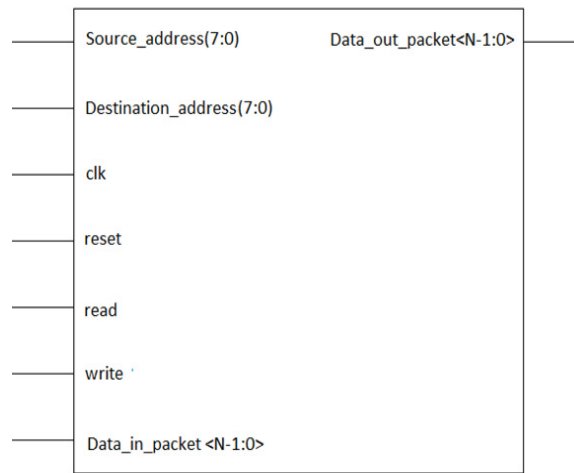 Source_address(7:0)
Data_out_packet<N-1:0>
Destination_address(7:0)
clk
reset
read
write
Data_in_packet <N-1:0>